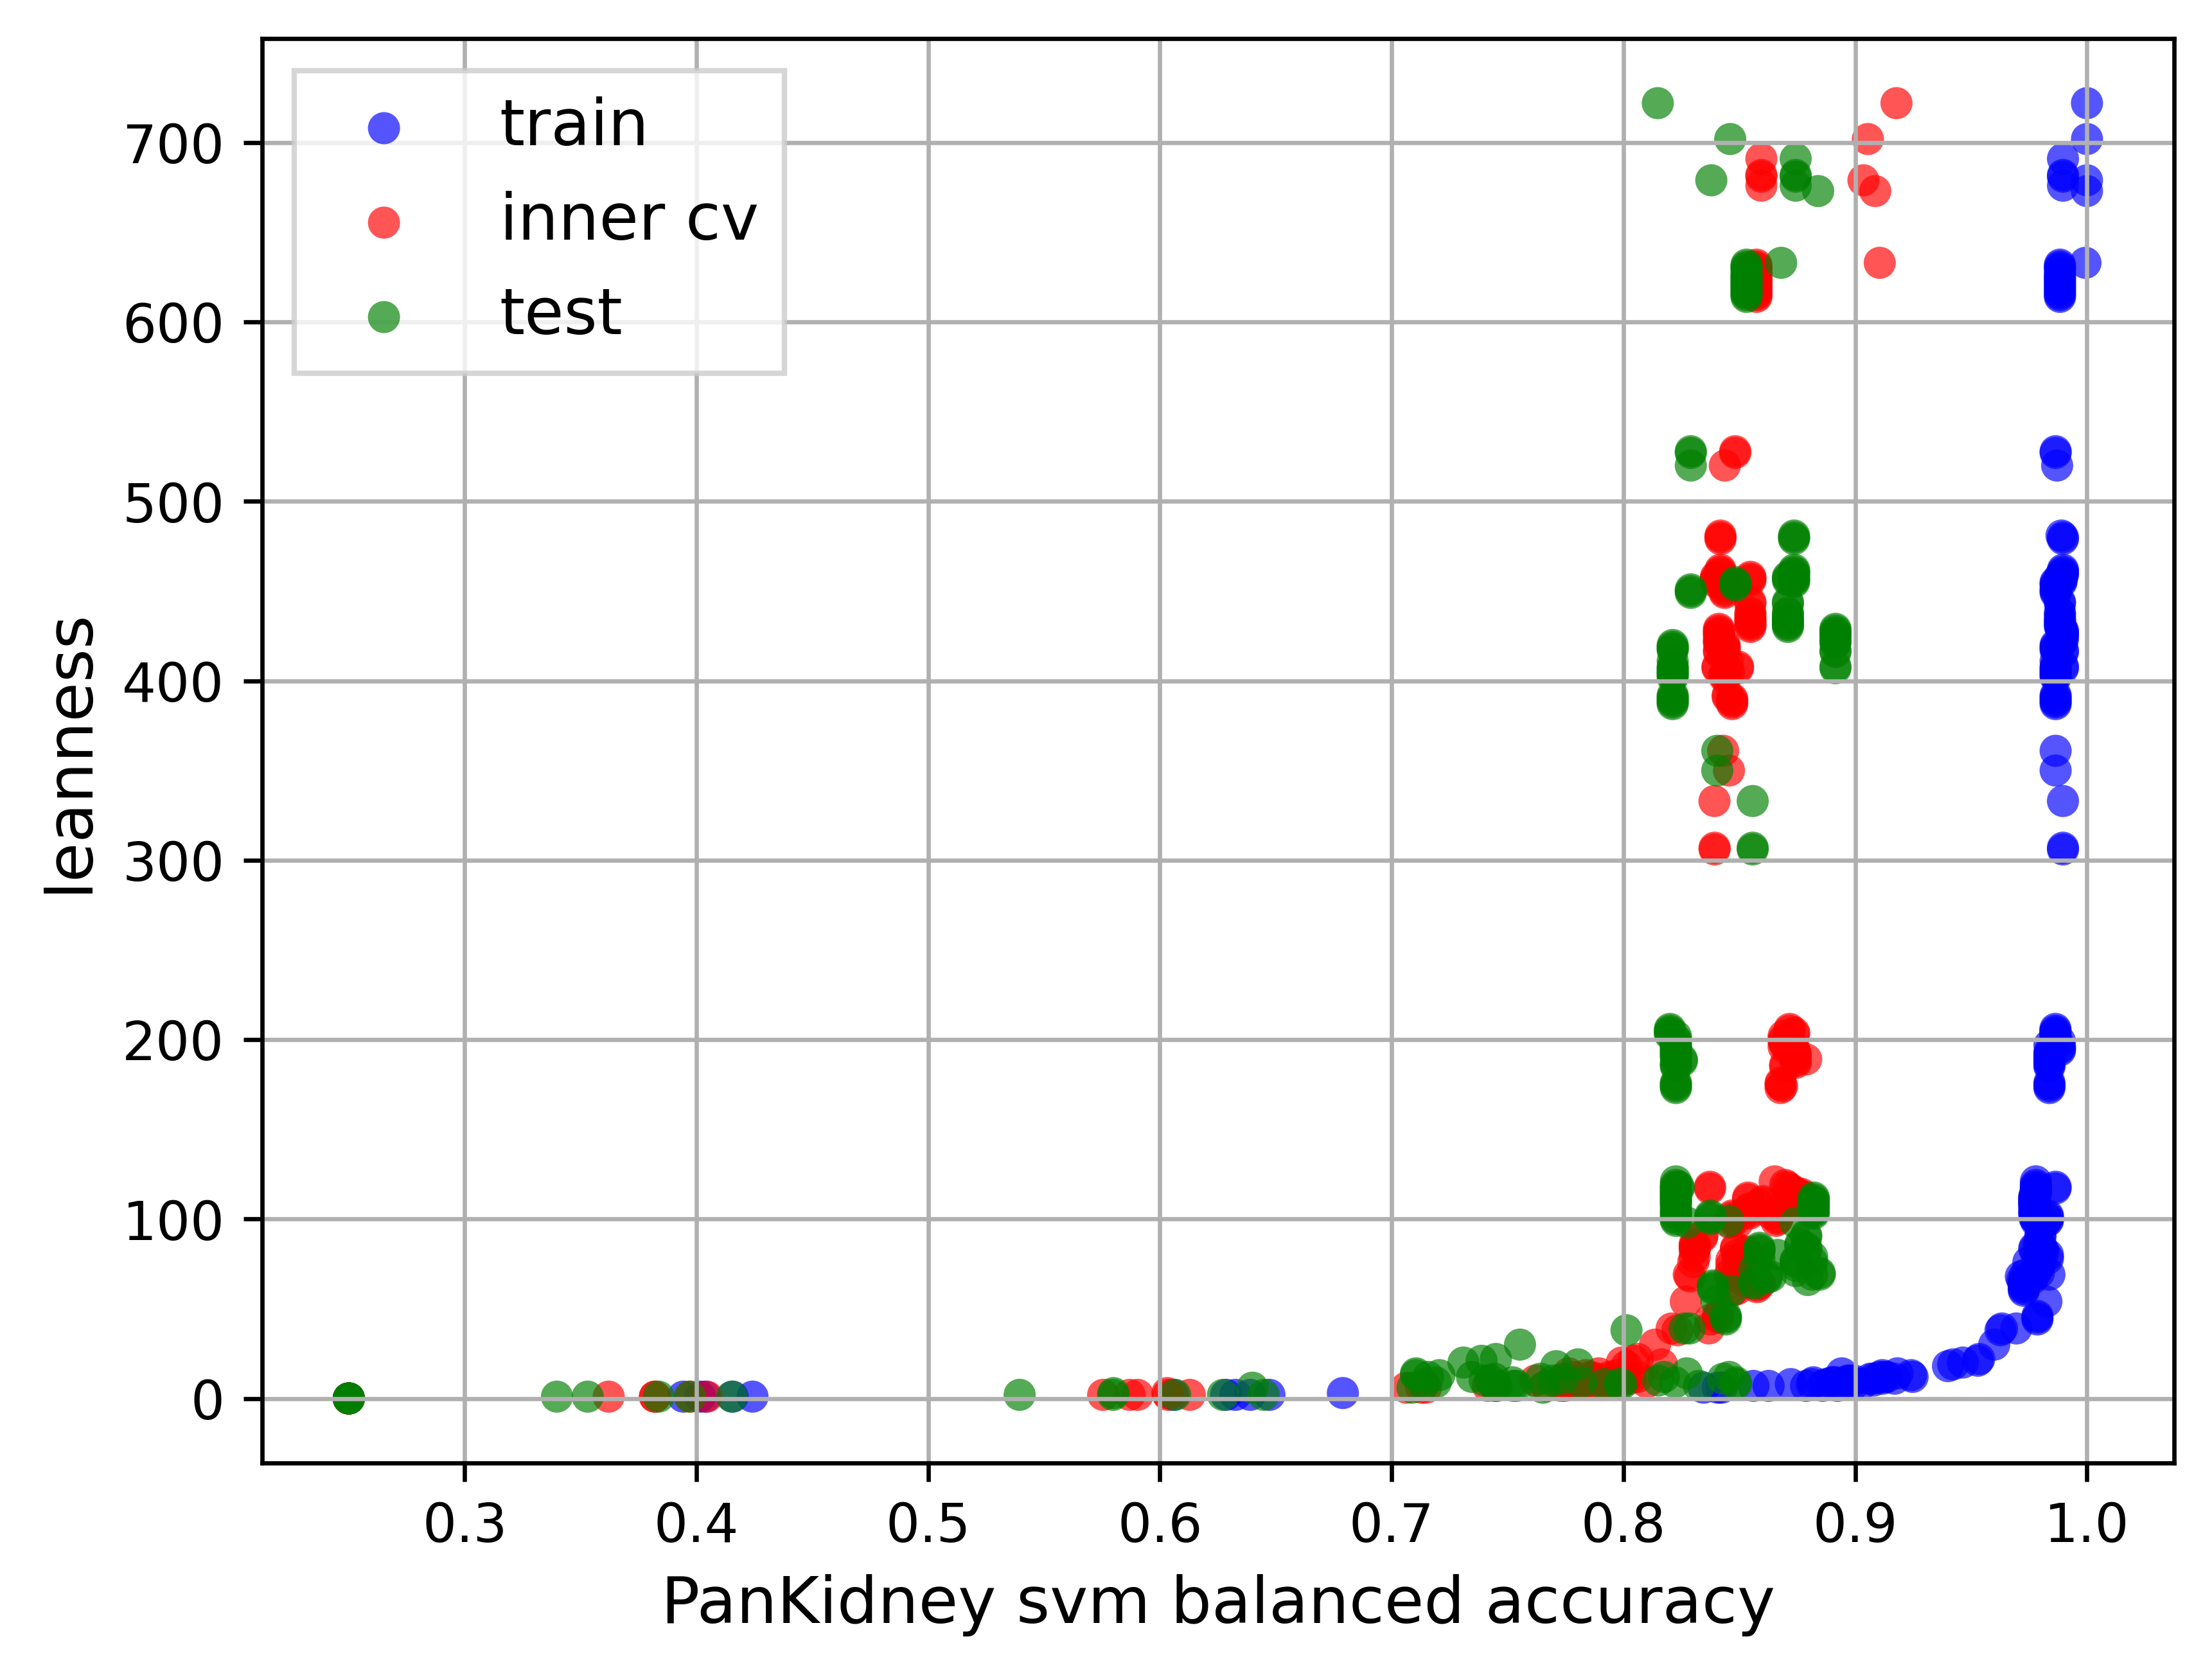 train
inner cv
test
700
600
500
400
300
200
100
0
leanness
0.3 0.4 0.5 0.6 0.7 0.8 0.9 1.0
PanKidney svm balanced accuracy